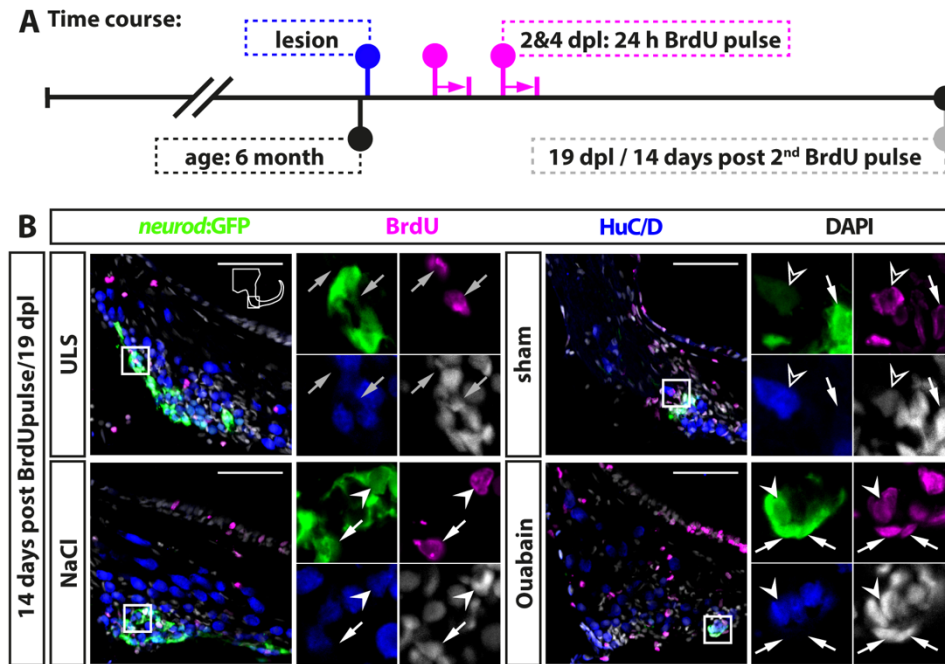 A Time course:
lesion
2&4 dpl: 24 h BrdU pulse
age: 6 month
19 dpl / 14 days post 2nd BrdU pulse
B neurod:GFP BrdU HuC/D DAPI
14 days post BrdUpulse/19 dpl
ULS
sham
NaCl
Ouabain